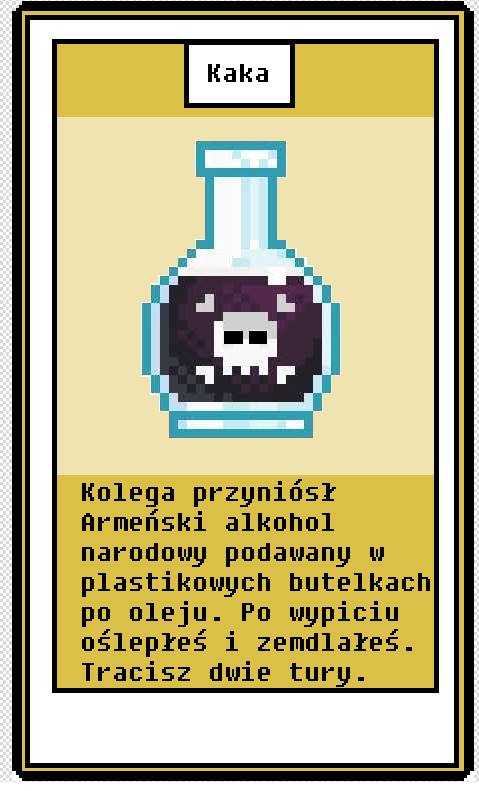 Kaka
Kolega przyniósł
Armeński alkohol
narodowy podawany w
plastikowych butelkach
po oleju. Po wypiciu
oślepłeś i zemdlałeś.
Tracisz dwie tury.